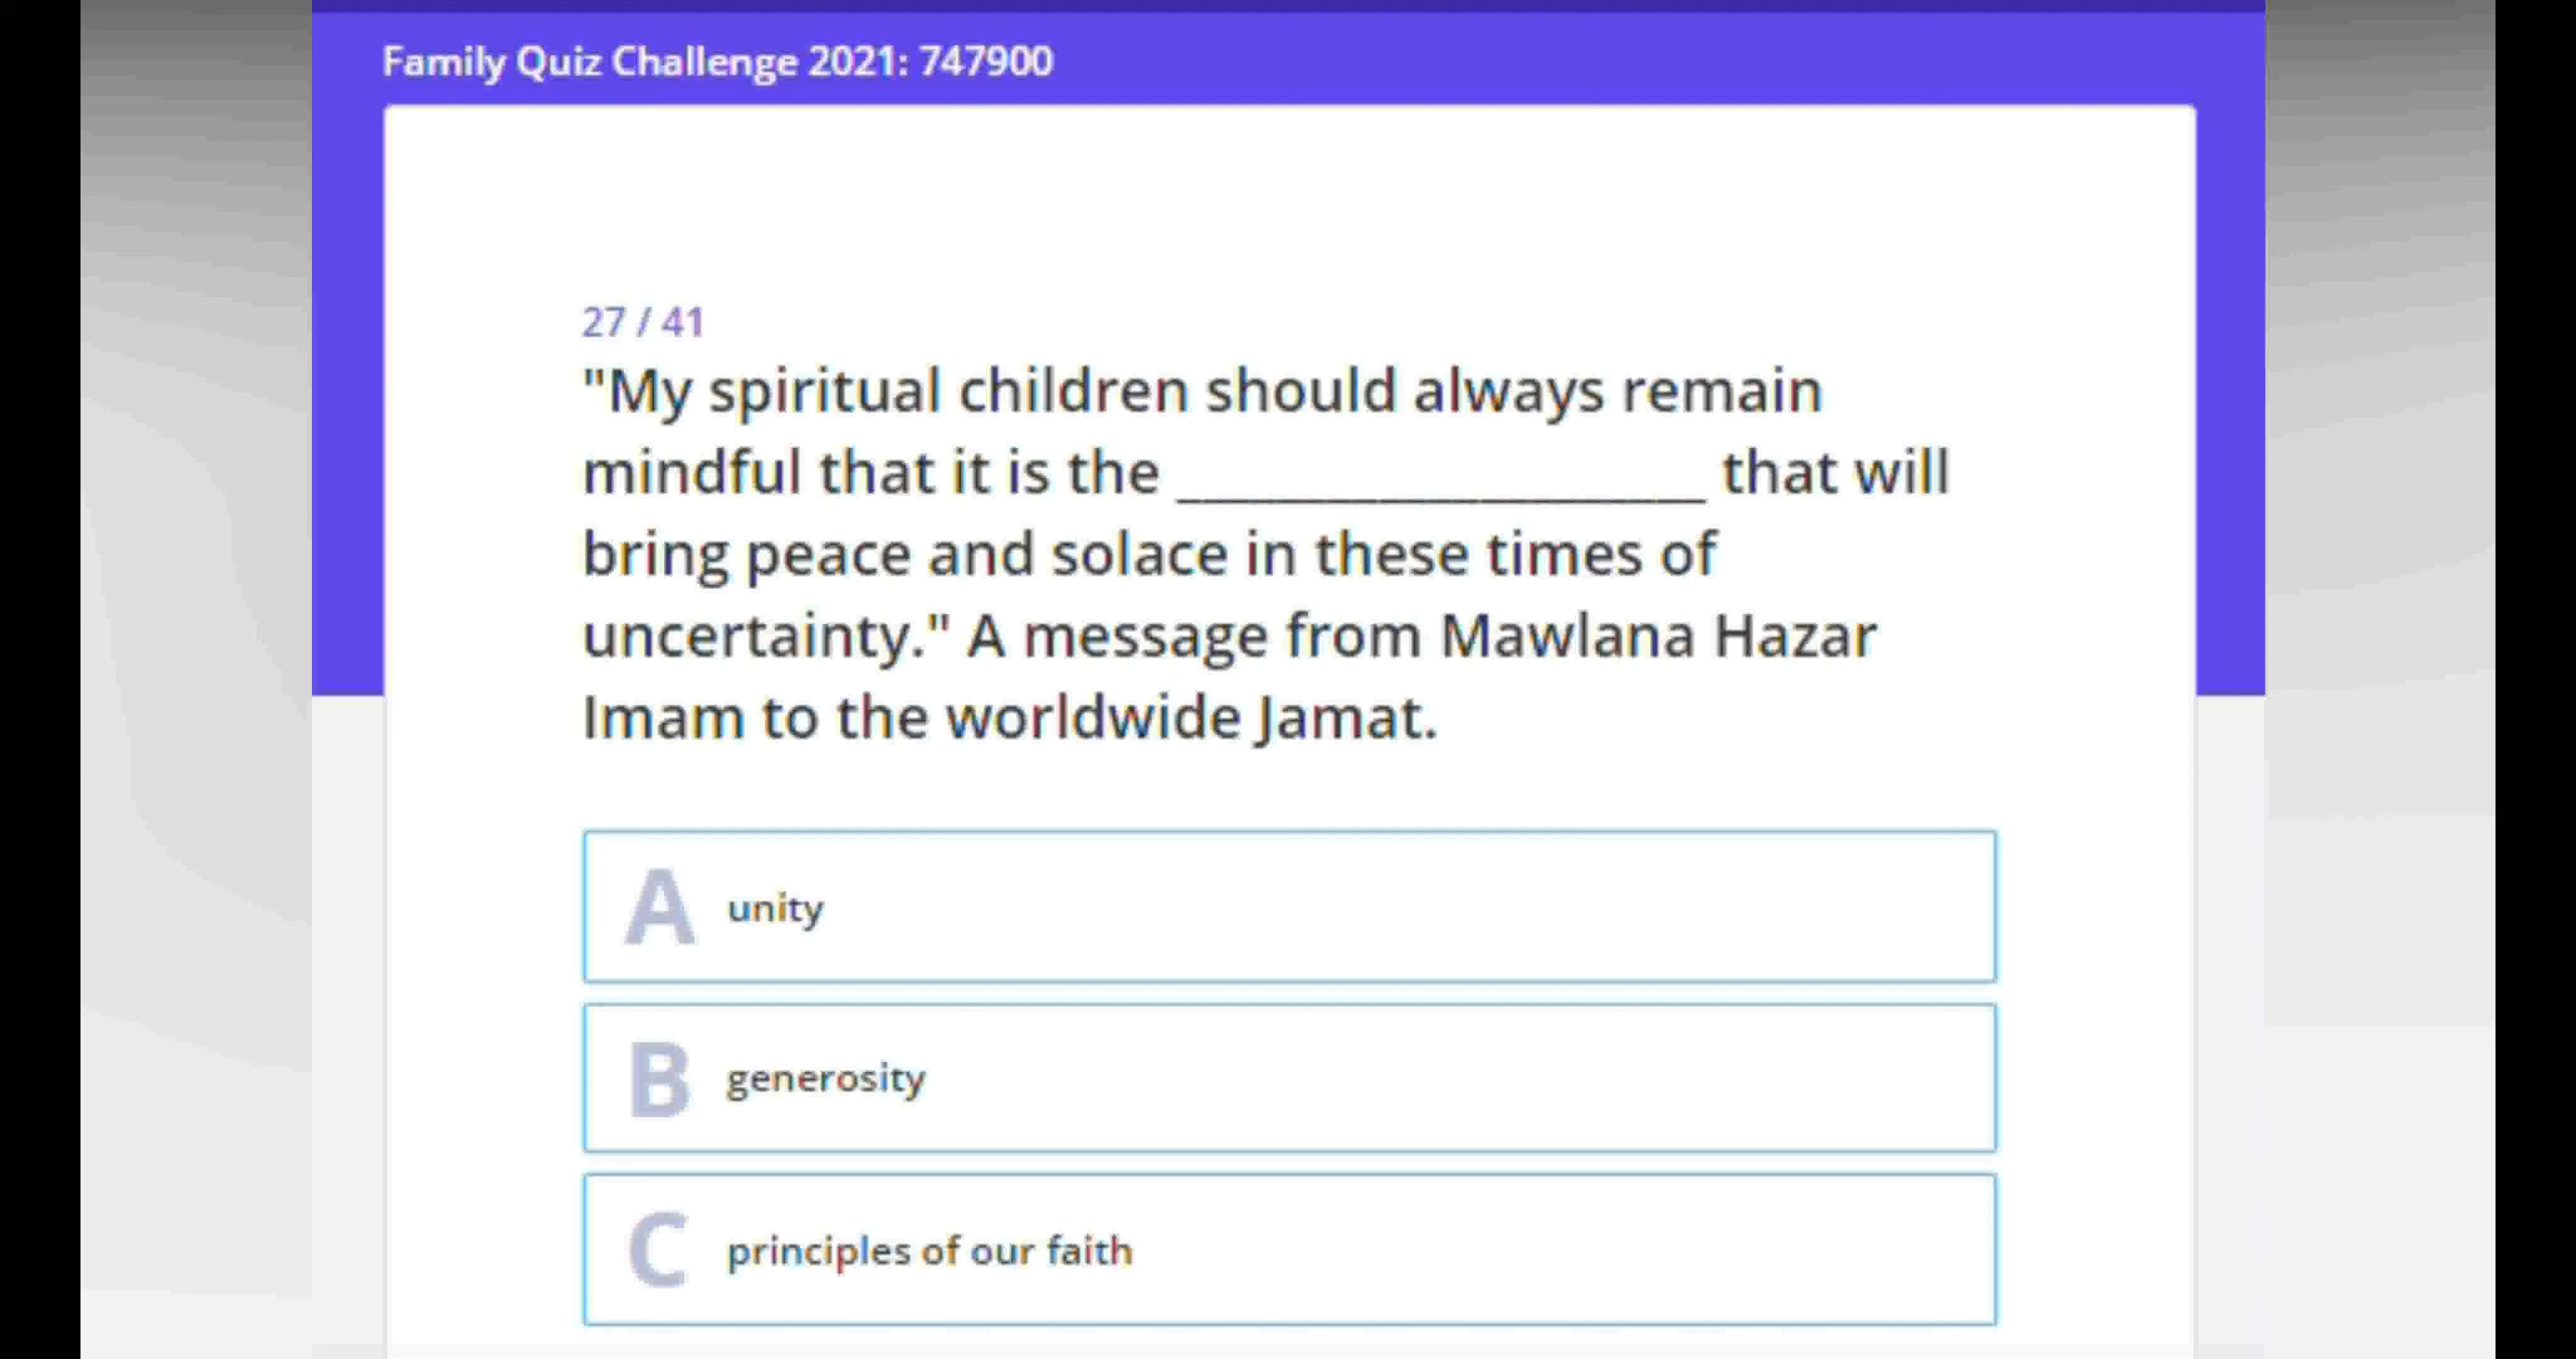 Family Quiz Challenge 2021: 747900
27 / 41
"My spiritual children should always remain
mindful that it is the __________________ that will
bring peace and solace in these times of
uncertainty." A message from Mawlana Hazar
Imam to the worldwide Jamat.
A unity
B generosity
C principles of our faith